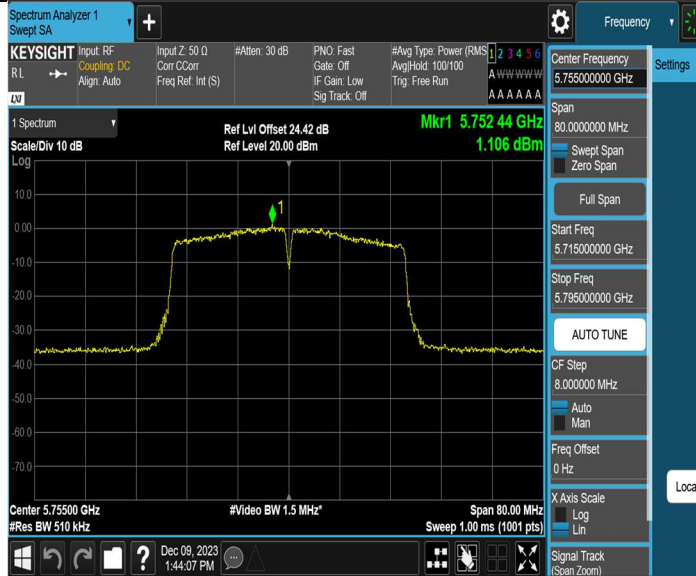 Spectrum Analyzer 1
Swept SA
Frequency
KEYSIGHT
RL
LXI
Input: RF
Coupling: DC
Align: Auto
Input Z: 50 Ω
Corr CCorr
Freq Ref: Int (S)
#Atten: 30 dB
PNO: Fast
Gate: Off
IF Gain: Low
Sig Track: Off
#Avg Type: Power (RMS
Avg|Hold: 100/100
Trig: Free Run
1 2 3 4 5 6
A W W W W W
A A A A A A
1 Spectrum
Scale/Div 10 dB
Log
Ref Lvl Offset 24.42 dB
Ref Level 20.00 dBm
Mkr1 5.752 44 GHz
1.106 dBm
1
10.0
0.00
-10.0
-20.0
-30.0
-40.0
-50.0
-60.0
-70.0
Center 5.75500 GHz
#Res BW 510 kHz
#Video BW 1.5 MHz*
Span 80.00 MHz
Sweep 1.00 ms (1001 pts)
Dec 09, 2023
1:44:07 PM
Center Frequency
5.755000000 GHz
Span
80.0000000 MHz
Swept Span
Zero Span
Full Span
Start Freq
5.715000000 GHz
Stop Freq
5.795000000 GHz
AUTO TUNE
CF Step
8.000000 MHz
Auto
Man
Freq Offset
0 Hz
X Axis Scale
Log
Lin
Signal Track
(Span Zoom)
Settings
Loca